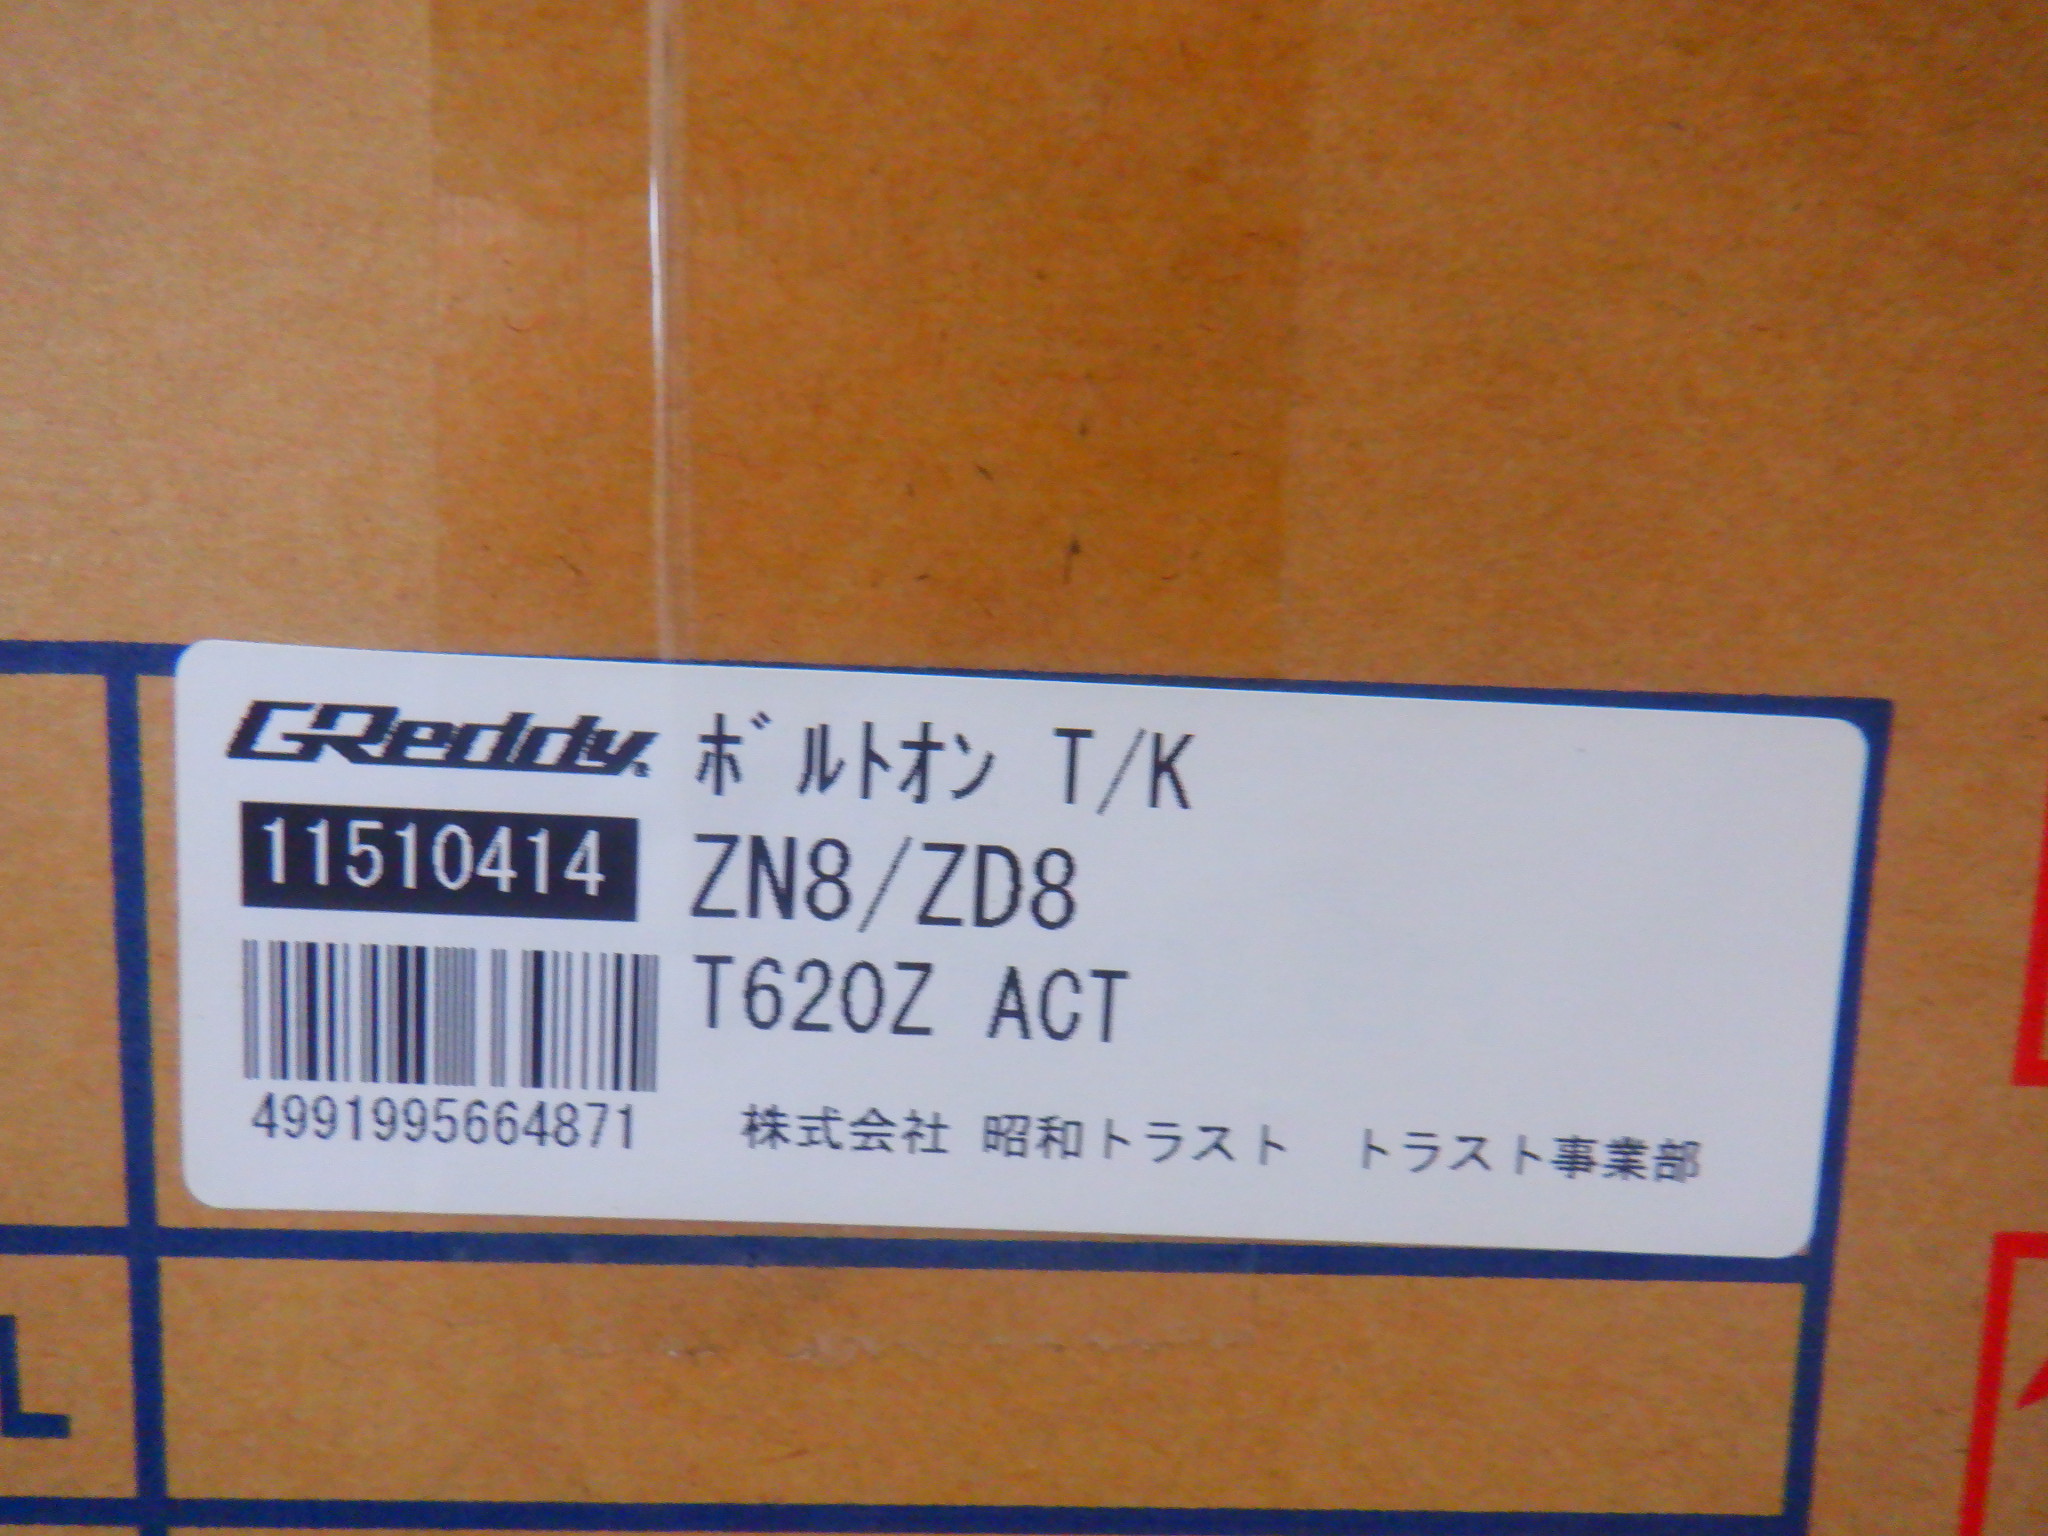 GReddy
11510414
4991995664871
ﾎﾞﾙﾄｵﾝ T/K
ZN8/ZD8
T620Z ACT
株式会社 昭和トラスト　トラスト事業部
L